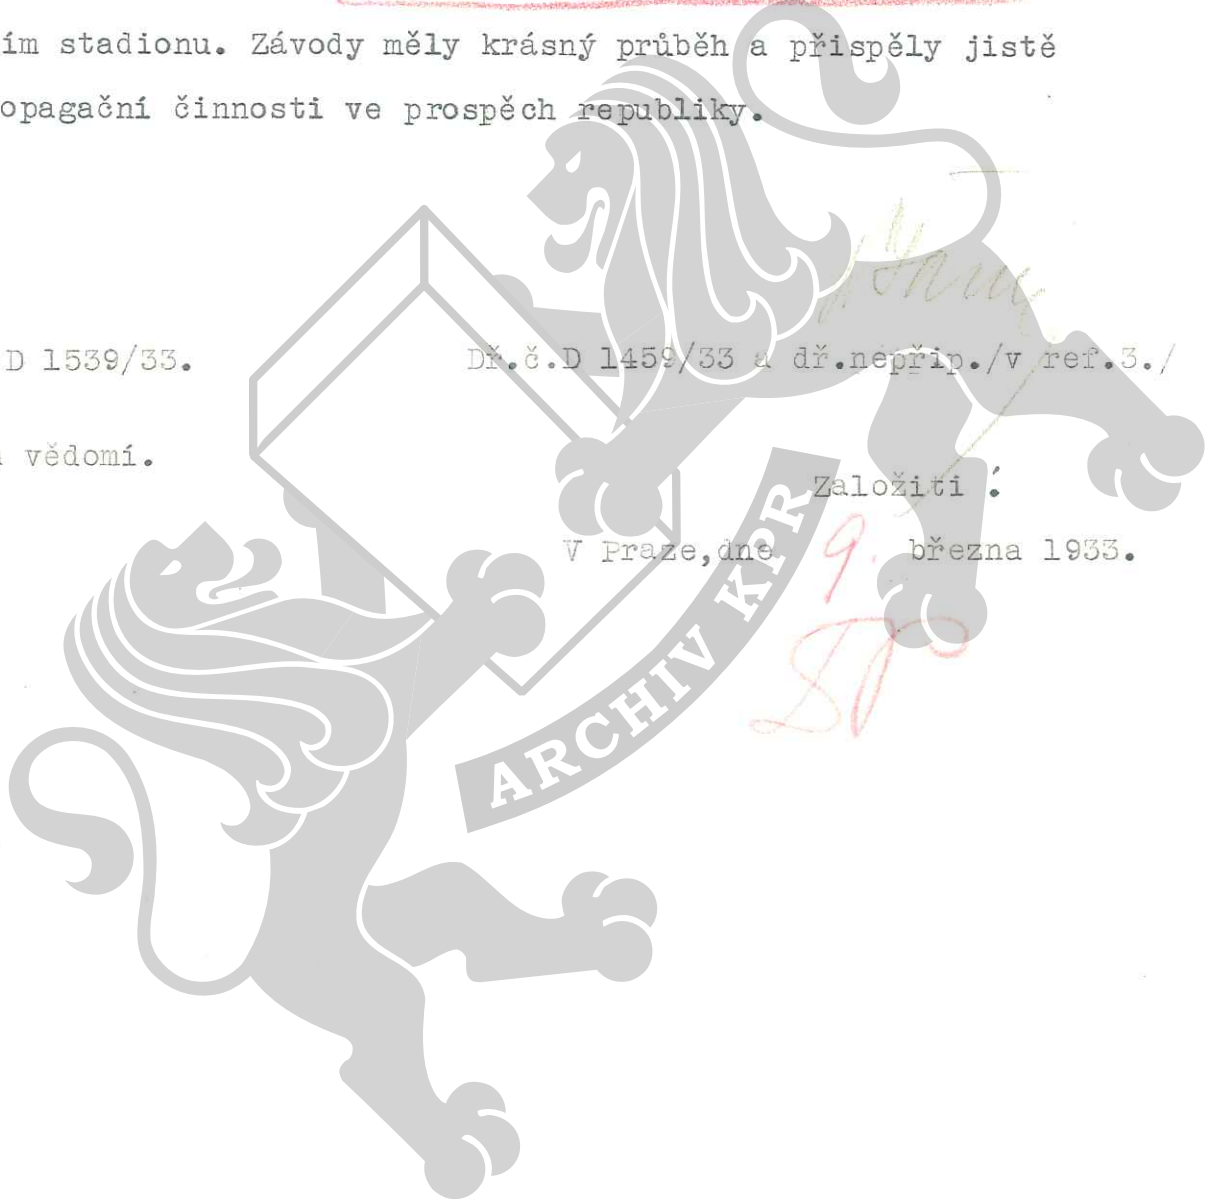 ím stadionu. Závody měly krásný průběh a přispěly jistě
opagační činnosti ve prospěch republiky.
D 1539/33. Dř.č.D 1459/33 a dř.nepřip./v ref.3./
vědomí.
Založiti :
V Praze,dne 9. března 1933.
ARCHIV KPR